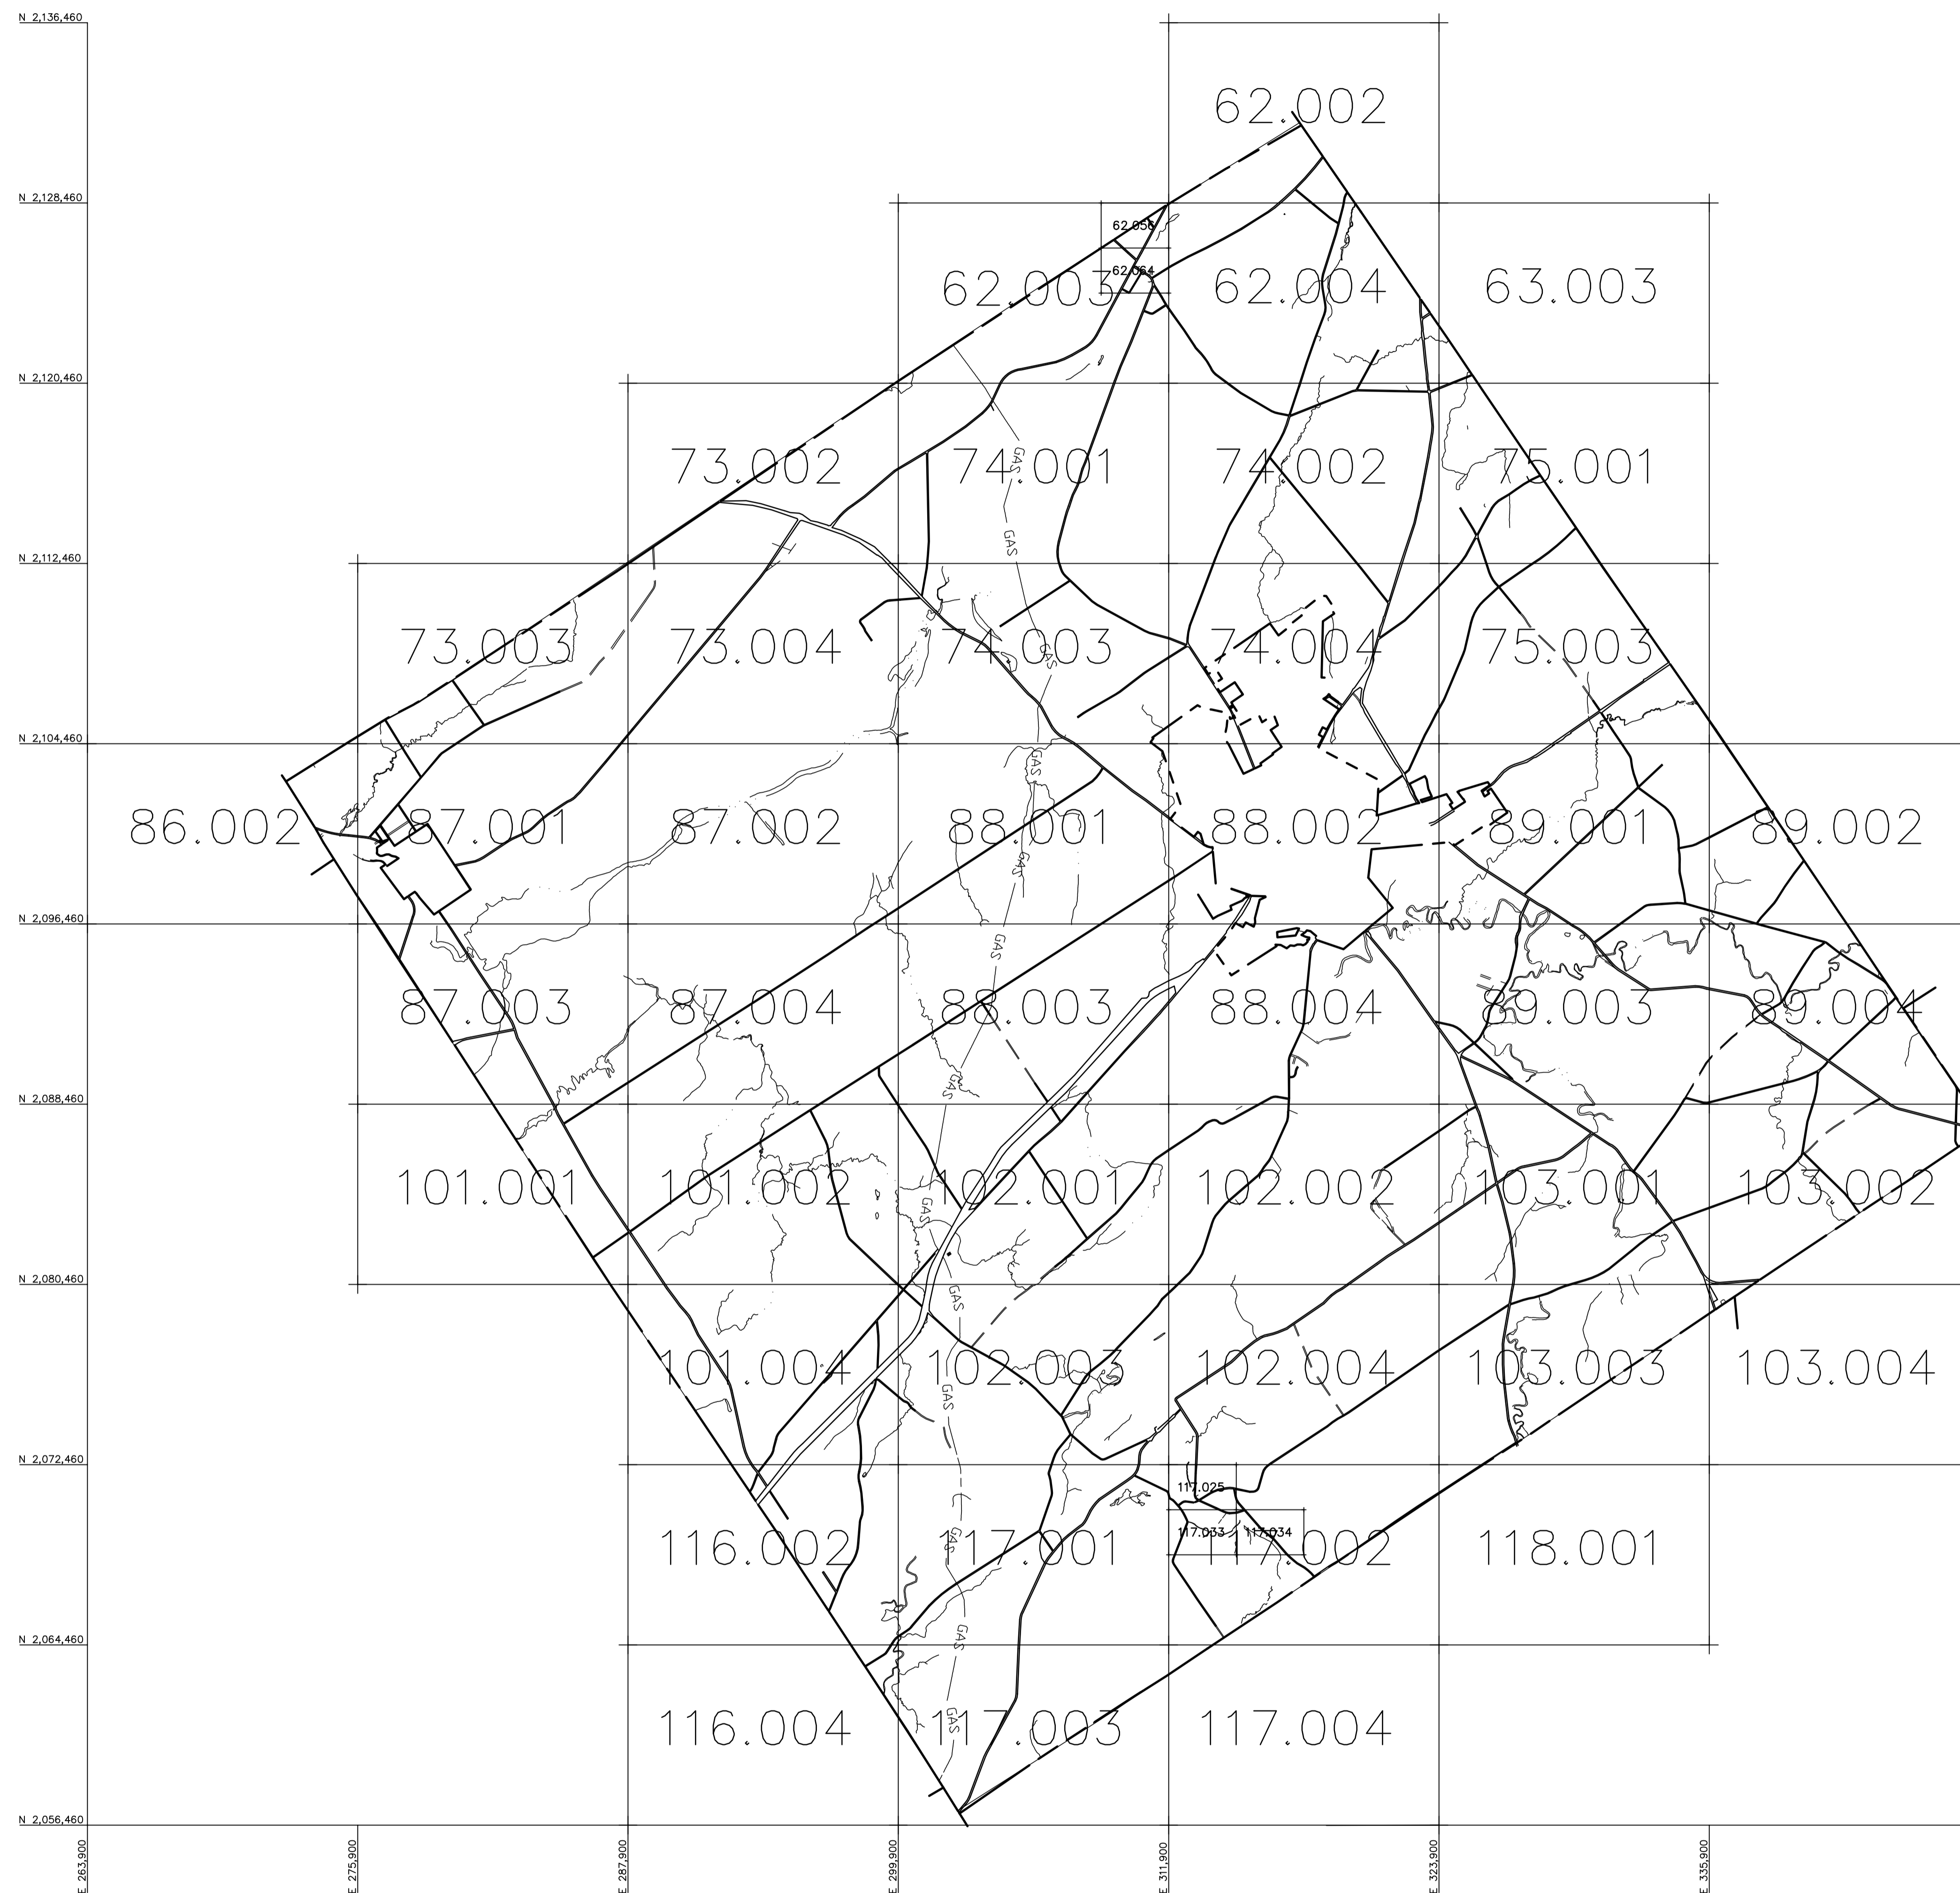 N 2,136,460
62.002
N 2,128,460
62.056
62.064
62.003 62.004 63.003
N 2,120,460
73.002 74.001 74.002 75.001
GAS
GAS
N 2,112,460
73.003 73.004 74.003 74.004 75.003
GAS
N 2,104,460
GAS
86.002 87.001 87.002 88.001 88.002 89.001 89.002
GAS
N 2,096,460
GAS
87.003 87.004 88.003 88.004 89.003 89.004
GAS
N 2,088,460
101.001 101.002 102.001 102.002 103.001 103.002
GAS
N 2,080,460
GAS
101.004 102.003 102.004 103.003 103.004
GAS
N 2,072,460
117.025
117.033 117.034
GAS
116.002 117.001 117.002 118.001
N 2,064,460
GAS
GAS
116.004 117.003 117.004
N 2,056,460
E 263,900
E 275,900
E 287,900
E 299,900
E 311,900
E 323,900
E 335,900